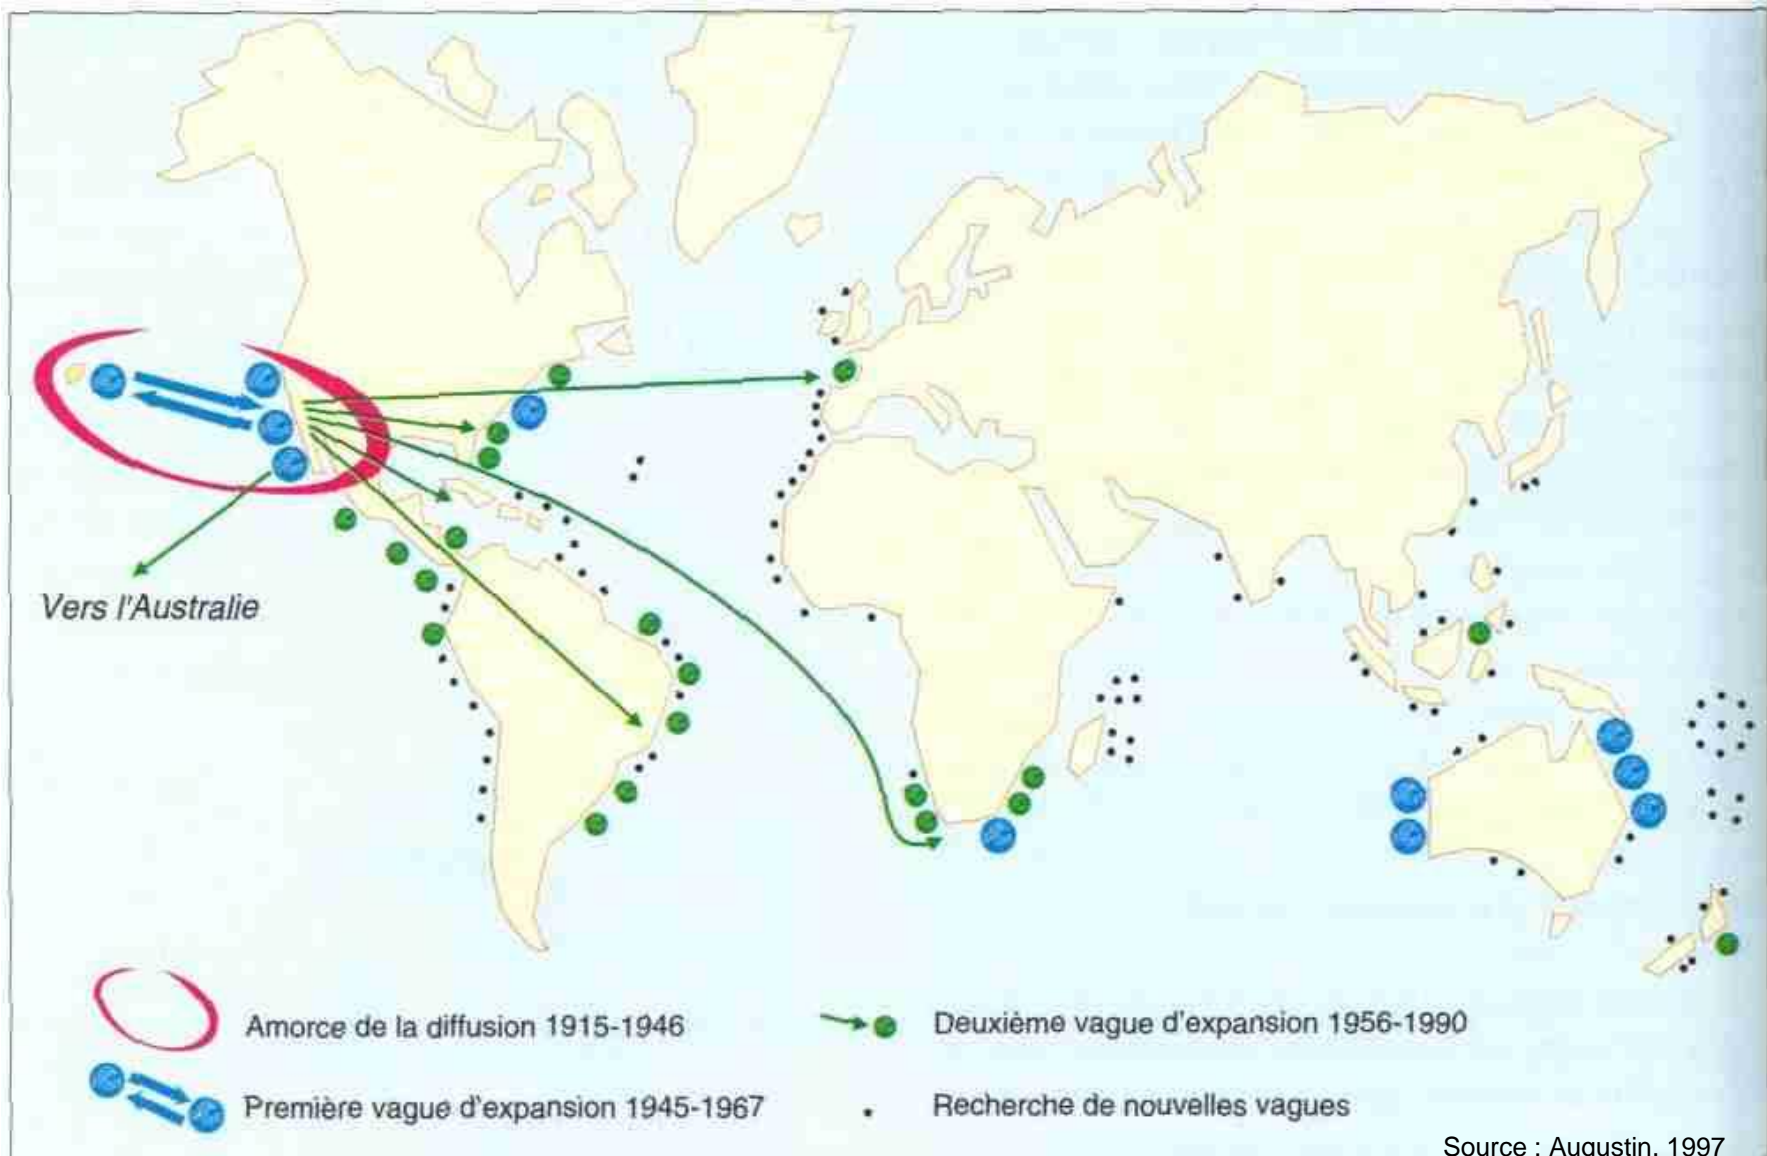 Vers l'Australie
Amorce de la diffusion 1915-1946
Deuxième vague d'expansion 1956-1990
Première vague d'expansion 1945-1967
Recherche de nouvelles vagues
Source : Augustin, 1997